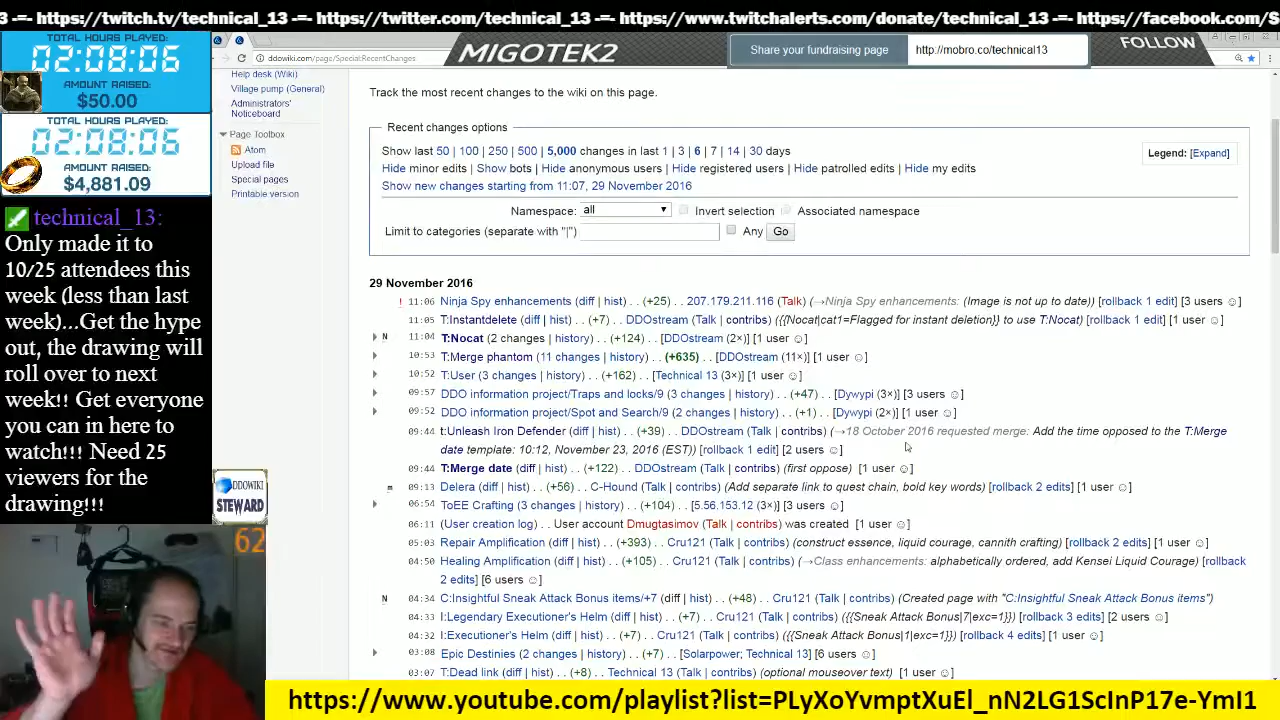 3 -=- https://twitch.tv/technical_13 -=- https://twitter.com/technical_13 -=- https://www.twitchalerts.com/donate/technical_13 -=- https://facebook.com/S
TOTAL HOURS PLAYED:
02:08:06
AMOUNT RAISED:
$50.00
TOTAL HOURS PLAYED:
02:08:06
AMOUNT RAISED:
$4,881.09
technical_13:
Only made it to
10/25 attendees this
week (less than last
week)...Get the hype
out, the drawing will
roll over to next
week!! Get everyone
you can in here to
watch!!! Need 25
viewers for the
drawing!!!
DDOWIKI
STEWARD
62
MIGOTEK2
Share your fundraising page
http://mobro.co/technical13
FOLLOW
ddowiki.com/page/Special:RecentChanges
Help desk (Wiki)
Village pump (General)
Administrators'
Noticeboard
Page Toolbox
Atom
Upload file
Special pages
Printable version
Track the most recent changes to the wiki on this page.
Recent changes options
Show last 50 | 100 | 250 | 500 | 5,000 changes in last 1 | 3 | 6 | 7 | 14 | 30 days
Hide minor edits | Show bots | Hide anonymous users | Hide registered users | Hide patrolled edits | Hide my edits
Show new changes starting from 11:07, 29 November 2016
Legend: [Expand]
Namespace: all Invert selection Associated namespace
Limit to categories (separate with "|") Any Go
29 November 2016
! 11:06 Ninja Spy enhancements (diff | hist) . . (+25) . . 207.179.211.116 (Talk) (→Ninja Spy enhancements: (Image is not up to date)) [rollback 1 edit] [3 users ☺]
11:05 T:Instantdelete (diff | hist) . . (+7) . . DDOstream (Talk | contribs) ({{Nocat|cat1=Flagged for instant deletion}} to use T:Nocat) [rollback 1 edit] [1 user ☺]
N 11:04 T:Nocat (2 changes | history) . . (+124) . . [DDOstream (2×)] [1 user ☺]
10:53 T:Merge phantom (11 changes | history) . . (+635) . . [DDOstream (11×)] [1 user ☺]
10:52 T:User (3 changes | history) . . (+162) . . [Technical 13 (3×)] [1 user ☺]
09:57 DDO information project/Traps and locks/9 (3 changes | history) . . (+47) . . [Dywypi (3×)] [3 users ☺]
09:52 DDO information project/Spot and Search/9 (2 changes | history) . . (+1) . . [Dywypi (2×)] [1 user ☺]
09:44 t:Unleash Iron Defender (diff | hist) . . (+39) . . DDOstream (Talk | contribs) (→18 October 2016 requested merge: Add the time opposed to the T:Merge
date template: 10:12, November 23, 2016 (EST)) [rollback 1 edit] [2 users ☺]
09:44 T:Merge date (diff | hist) . . (+122) . . DDOstream (Talk | contribs) (first oppose) [1 user ☺]
m 09:13 Delera (diff | hist) . . (+56) . . C-Hound (Talk | contribs) (Add separate link to quest chain, bold key words) [rollback 2 edits] [1 user ☺]
06:54 ToEE Crafting (3 changes | history) . . (+104) . . [5.56.153.12 (3×)] [3 users ☺]
06:11 (User creation log) . . User account Dmugtasimov (Talk | contribs) was created [1 user ☺]
05:03 Repair Amplification (diff | hist) . . (+393) . . Cru121 (Talk | contribs) (construct essence, liquid courage, cannith crafting) [rollback 2 edits] [1 user ☺]
04:50 Healing Amplification (diff | hist) . . (+105) . . Cru121 (Talk | contribs) (→Class enhancements: alphabetically ordered, add Kensei Liquid Courage) [rollback
2 edits] [6 users ☺]
N 04:34 C:Insightful Sneak Attack Bonus items/+7 (diff | hist) . . (+48) . . Cru121 (Talk | contribs) (Created page with "C:Insightful Sneak Attack Bonus items")
04:33 I:Legendary Executioner's Helm (diff | hist) . . (+7) . . Cru121 (Talk | contribs) ({{Sneak Attack Bonus|7|exc=1}}) [rollback 3 edits] [2 users ☺]
04:32 I:Executioner's Helm (diff | hist) . . (+7) . . Cru121 (Talk | contribs) ({{Sneak Attack Bonus|1|exc=1}}) [rollback 4 edits] [1 user ☺]
03:08 Epic Destinies (2 changes | history) . . (+7) . . [Solarpower; Technical 13] [6 users ☺]
03:07 T:Dead link (diff | hist) . . (+8) . . Technical 13 (Talk | contribs) (optional mouseover text) [1 user ☺]
https://www.youtube.com/playlist?list=PLyXoYvmptXuEl_nN2LG1ScInP17e-YmI1